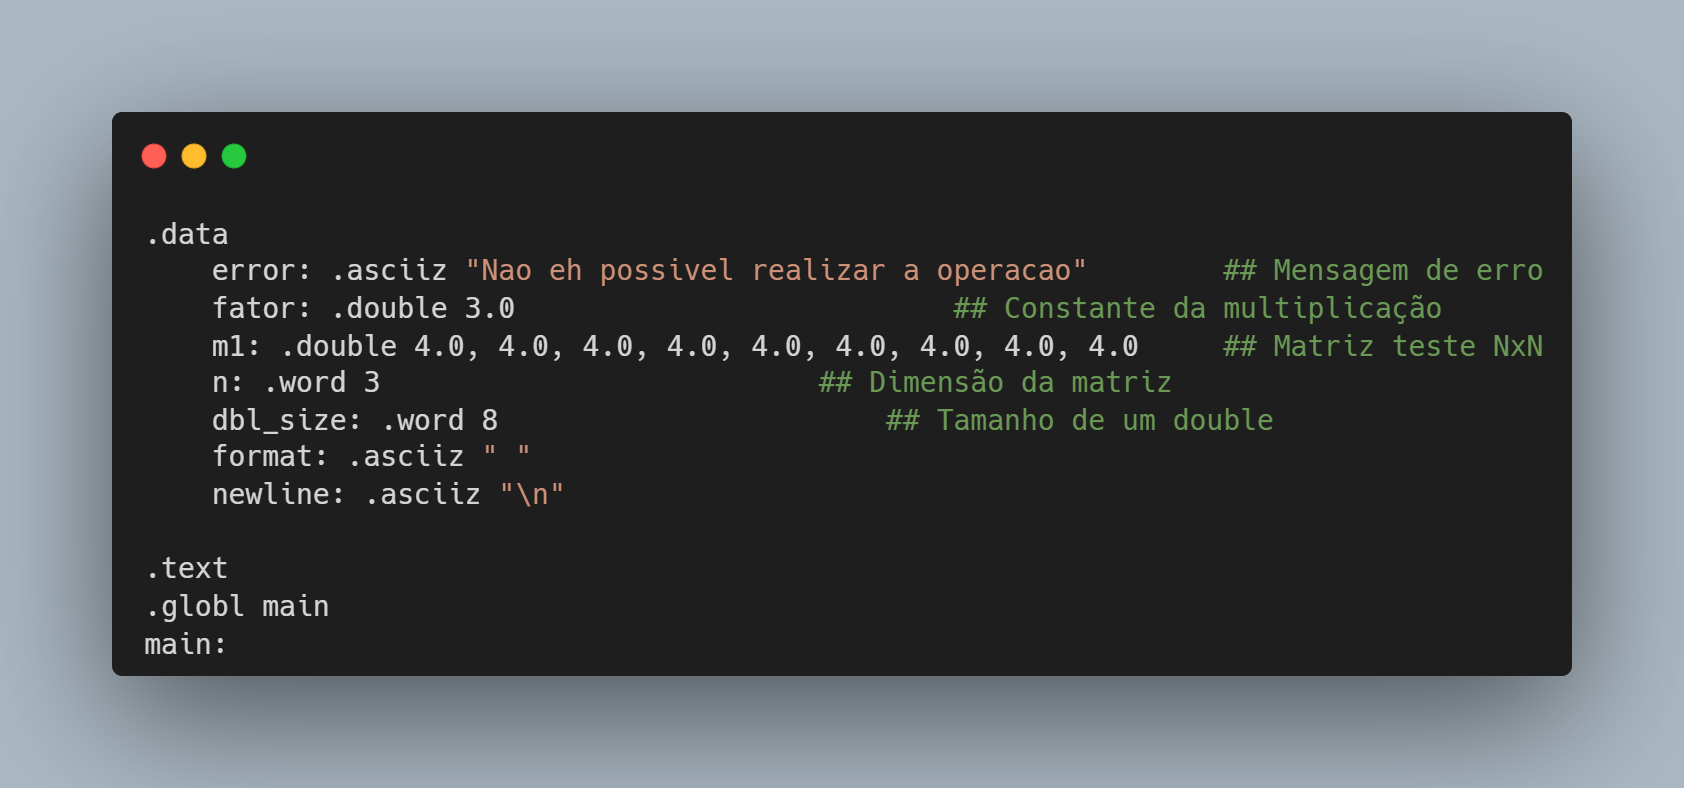 .data
    error: .asciiz "Nao eh possivel realizar a operacao"        ## Mensagem de erro
    fator: .double 3.0                          ## Constante da multiplicação
    m1: .double 4.0, 4.0, 4.0, 4.0, 4.0, 4.0, 4.0, 4.0, 4.0     ## Matriz teste NxN
    n: .word 3                          ## Dimensão da matriz
    dbl_size: .word 8                       ## Tamanho de um double
    format: .asciiz " "
    newline: .asciiz "\n"

.text
.globl main
main: